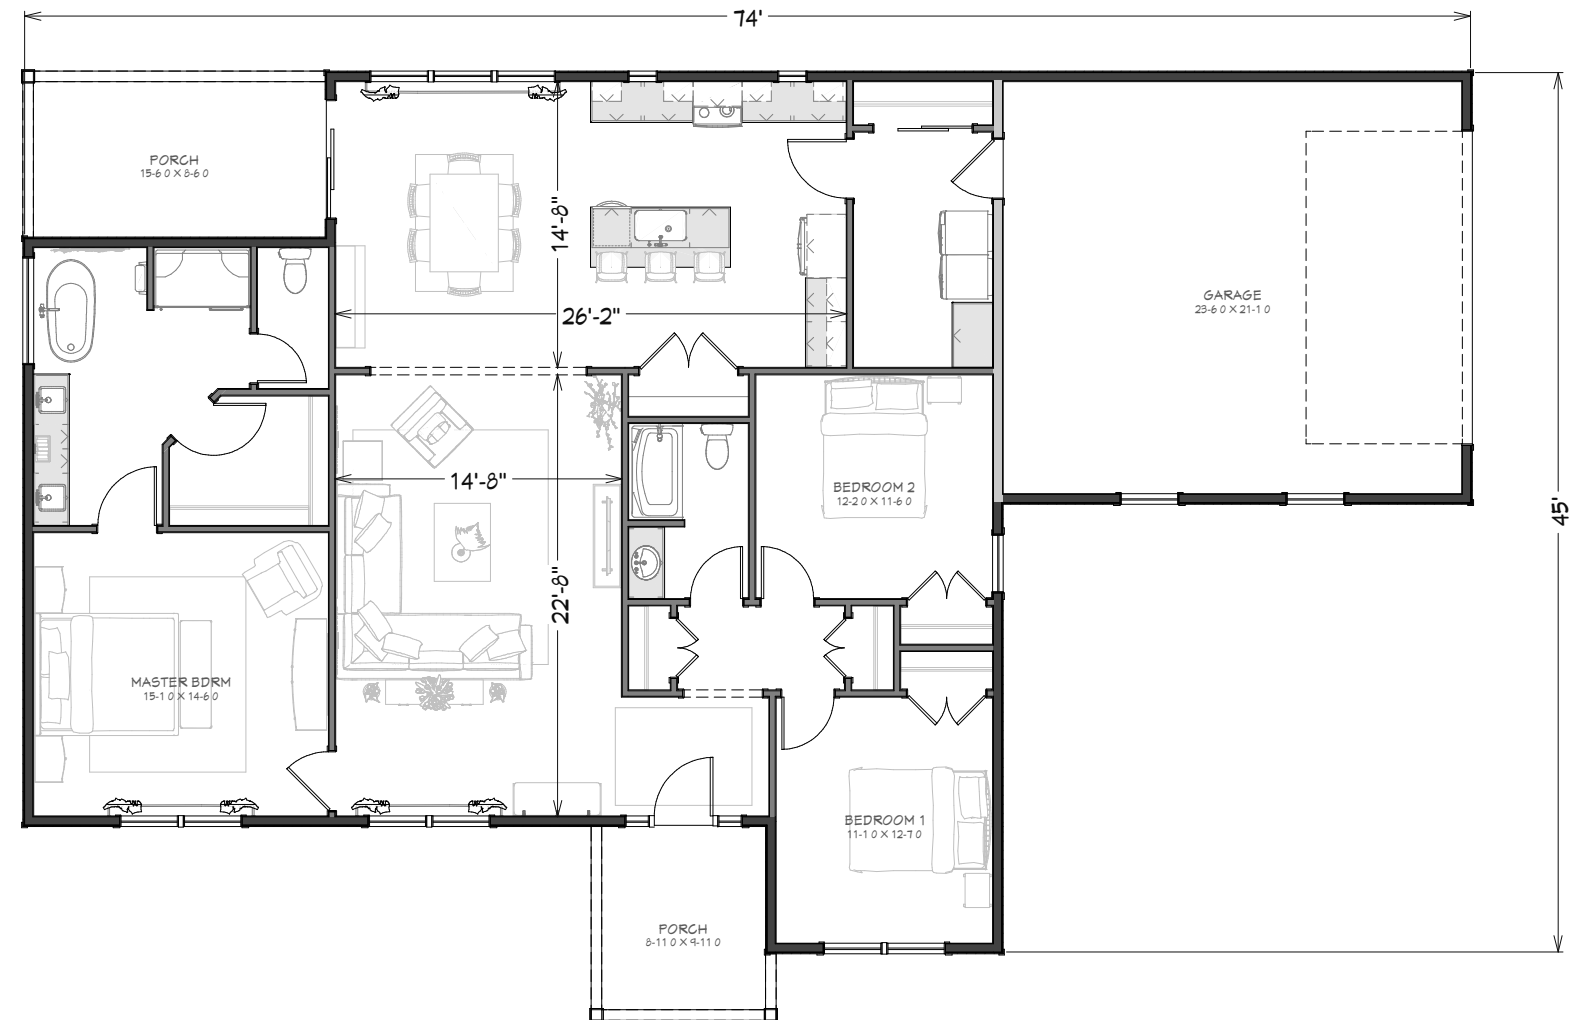 74'
PORCH
15-6 0 X 8-6 0
14'-8"
26'-2"
GARAGE
23-6 0 X 21-1 0
14'-8"
BEDROOM 2
12-2 0 X 11-6 0
45'
22'-8"
MASTER BDRM
15-1 0 X 14-6 0
BEDROOM 1
11-1 0 X 12-7 0
PORCH
8-11 0 X 9-11 0